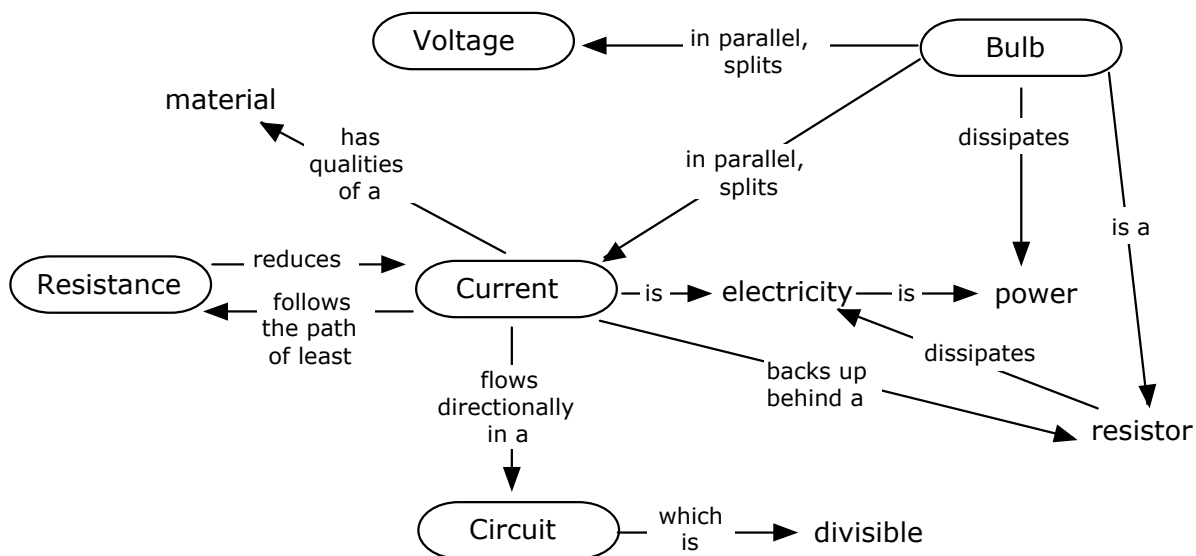 Voltage
in parallel,
splits
Bulb
material
has
qualities
of a
in parallel,
splits
dissipates
is a
Resistance
reduces
follows
the path
of least
Current
is
electricity
is
power
dissipates
flows
directionally
in a
backs up
behind a
resistor
Circuit
which
is
divisible